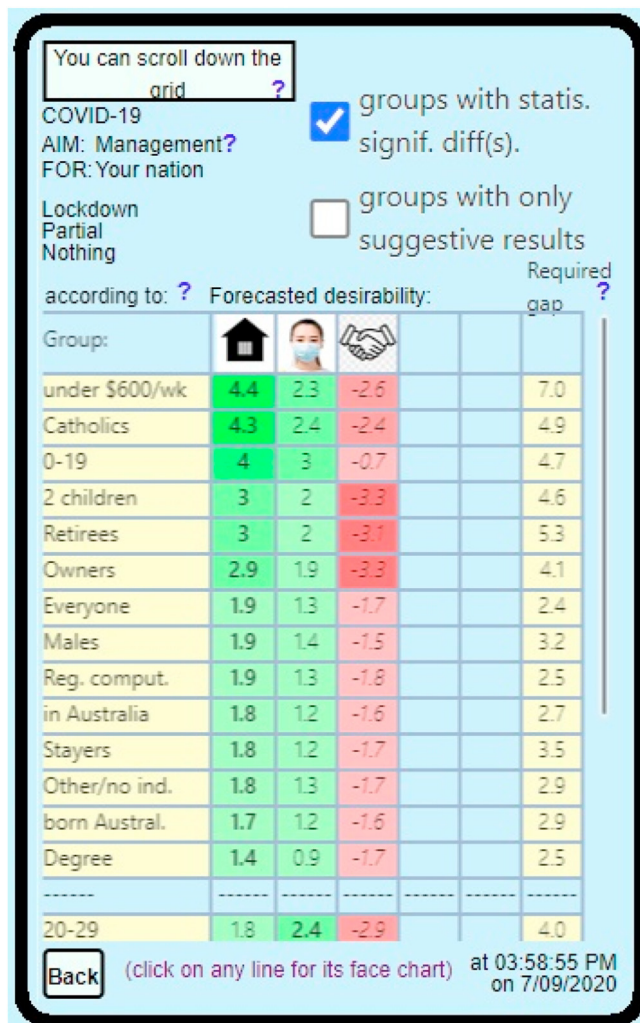 You can scroll down the
grid ?
COVID-19
AIM: Management?
FOR: Your nation
Lockdown
Partial
Nothing
groups with statis.
signif. diff(s).
groups with only
suggestive results
according to: ? Forecasted desirability:
Required
gap ?
Group:
under $600/wk 4.4 2.3 -2.6 7.0
Catholics 4.3 2.4 -2.4 4.9
0-19 4 3 -0.7 4.7
2 children 3 2 -3.3 4.6
Retirees 3 2 -3.1 5.3
Owners 2.9 1.9 -3.3 4.1
Everyone 1.9 1.3 -1.7 2.4
Males 1.9 1.4 -1.5 3.2
Reg. comput. 1.9 1.3 -1.8 2.5
in Australia 1.8 1.2 -1.6 2.7
Stayers 1.8 1.2 -1.7 3.5
Other/no ind. 1.8 1.3 -1.7 2.9
born Austral. 1.7 1.2 -1.6 2.9
Degree 1.4 0.9 -1.7 2.5
------ ------ ------ ------ ------ ------ ------
20-29 1.8 2.4 -2.9 4.0
Back (click on any line for its face chart) at 03:58:55 PM
on 7/09/2020